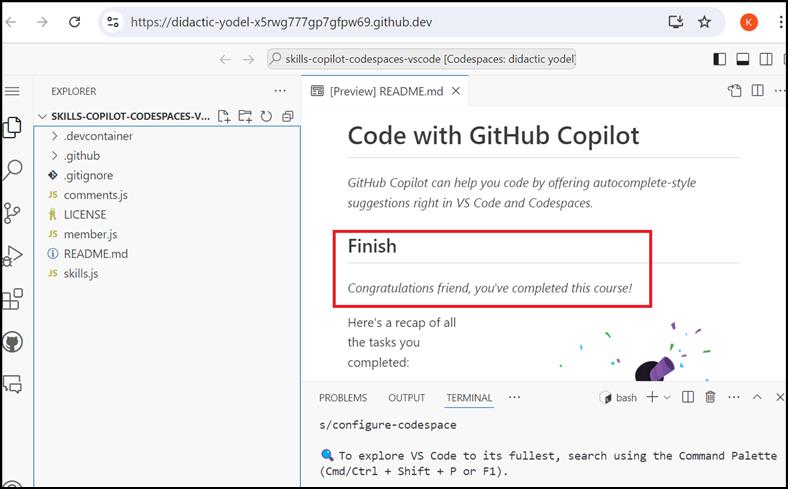 https://didactic-yodel-x5rwg777gp7gfpw69.github.dev
K
skills-copilot-codespaces-vscode [Codespaces: didactic yodel]
EXPLORER
[Preview] README.md
SKILLS-COPILOT-CODESPACES-V...
.devcontainer
.github
.gitignore
JS comments.js
LICENSE
JS member.js
README.md
JS skills.js
Code with GitHub Copilot
GitHub Copilot can help you code by offering autocomplete-style
suggestions right in VS Code and Codespaces.
Finish
Congratulations friend, you've completed this course!
Here's a recap of all
the tasks you
completed:
PROBLEMS OUTPUT TERMINAL
bash
s/configure-codespace
To explore VS Code to its fullest, search using the Command Palette
(Cmd/Ctrl + Shift + P or F1).